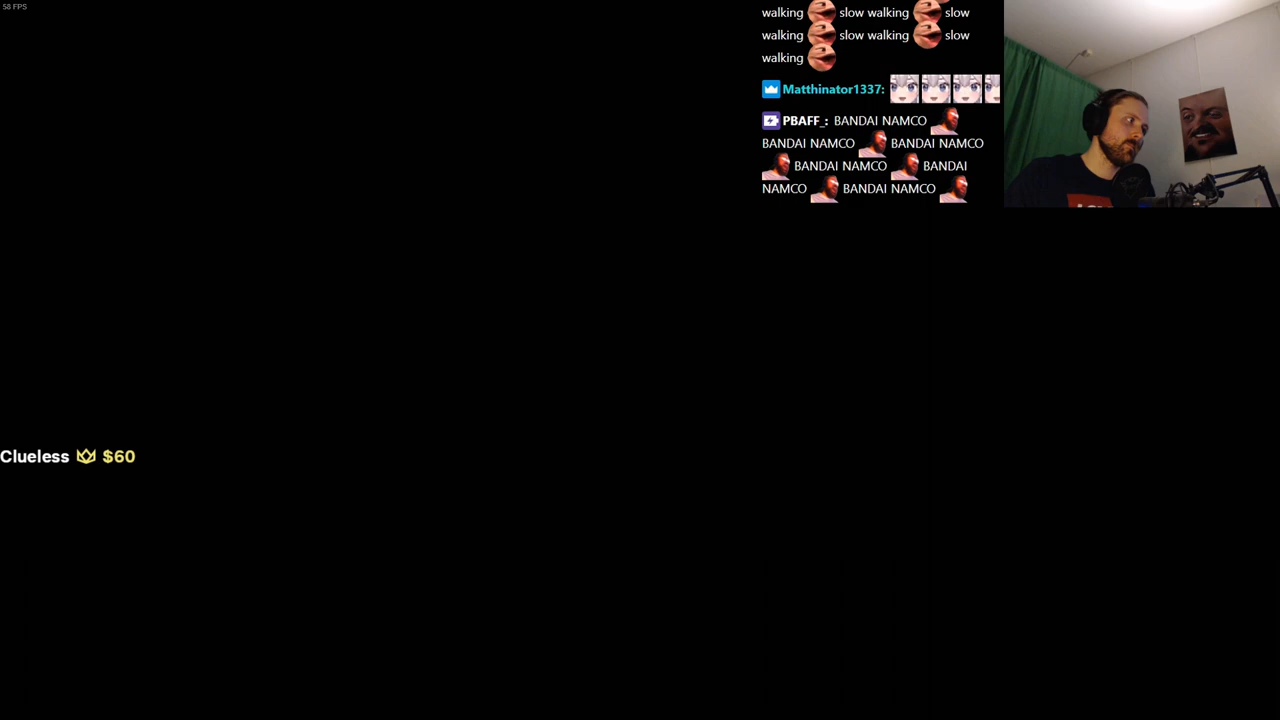 58 FPS
walking slow walking slow
walking slow walking slow
walking
Matthinator1337:
PBAFF_: BANDAI NAMCO
BANDAI NAMCO BANDAI NAMCO
BANDAI NAMCO BANDAI
NAMCO BANDAI NAMCO
Clueless $60